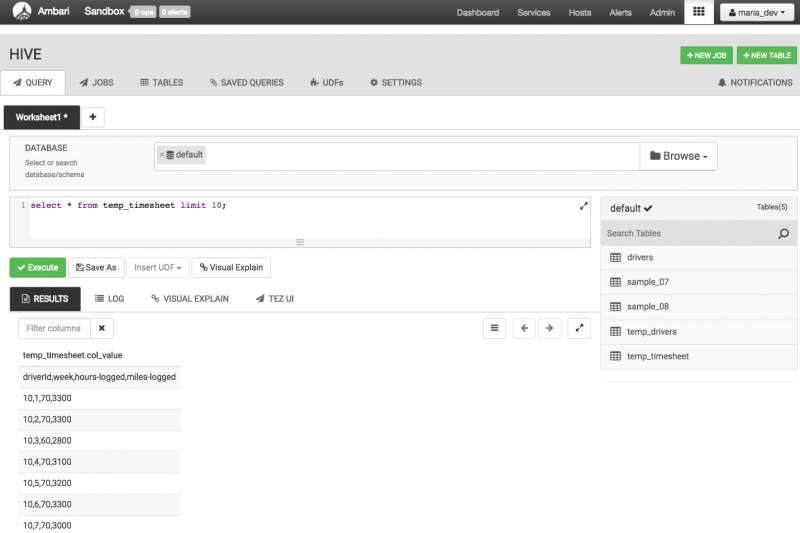 Ambari Sandbox 0 ops 0 alerts Dashboard Services Hosts Alerts Admin maria_dev
HIVE
+ NEW JOB + NEW TABLE
QUERY JOBS TABLES SAVED QUERIES UDFs SETTINGS NOTIFICATIONS
Worksheet1 * +
DATABASE
Select or search
database/schema
× default
Browse
1 select * from temp_timesheet limit 10;
default Tables(5)
Search Tables
drivers
sample_07
sample_08
temp_drivers
temp_timesheet
Execute Save As Insert UDF Visual Explain
RESULTS LOG VISUAL EXPLAIN TEZ UI
Filter columns
temp_timesheet.col_value
driverId,week,hours-logged,miles-logged
10,1,70,3300
10,2,70,3300
10,3,60,2800
10,4,70,3100
10,5,70,3200
10,6,70,3300
10,7,70,3000